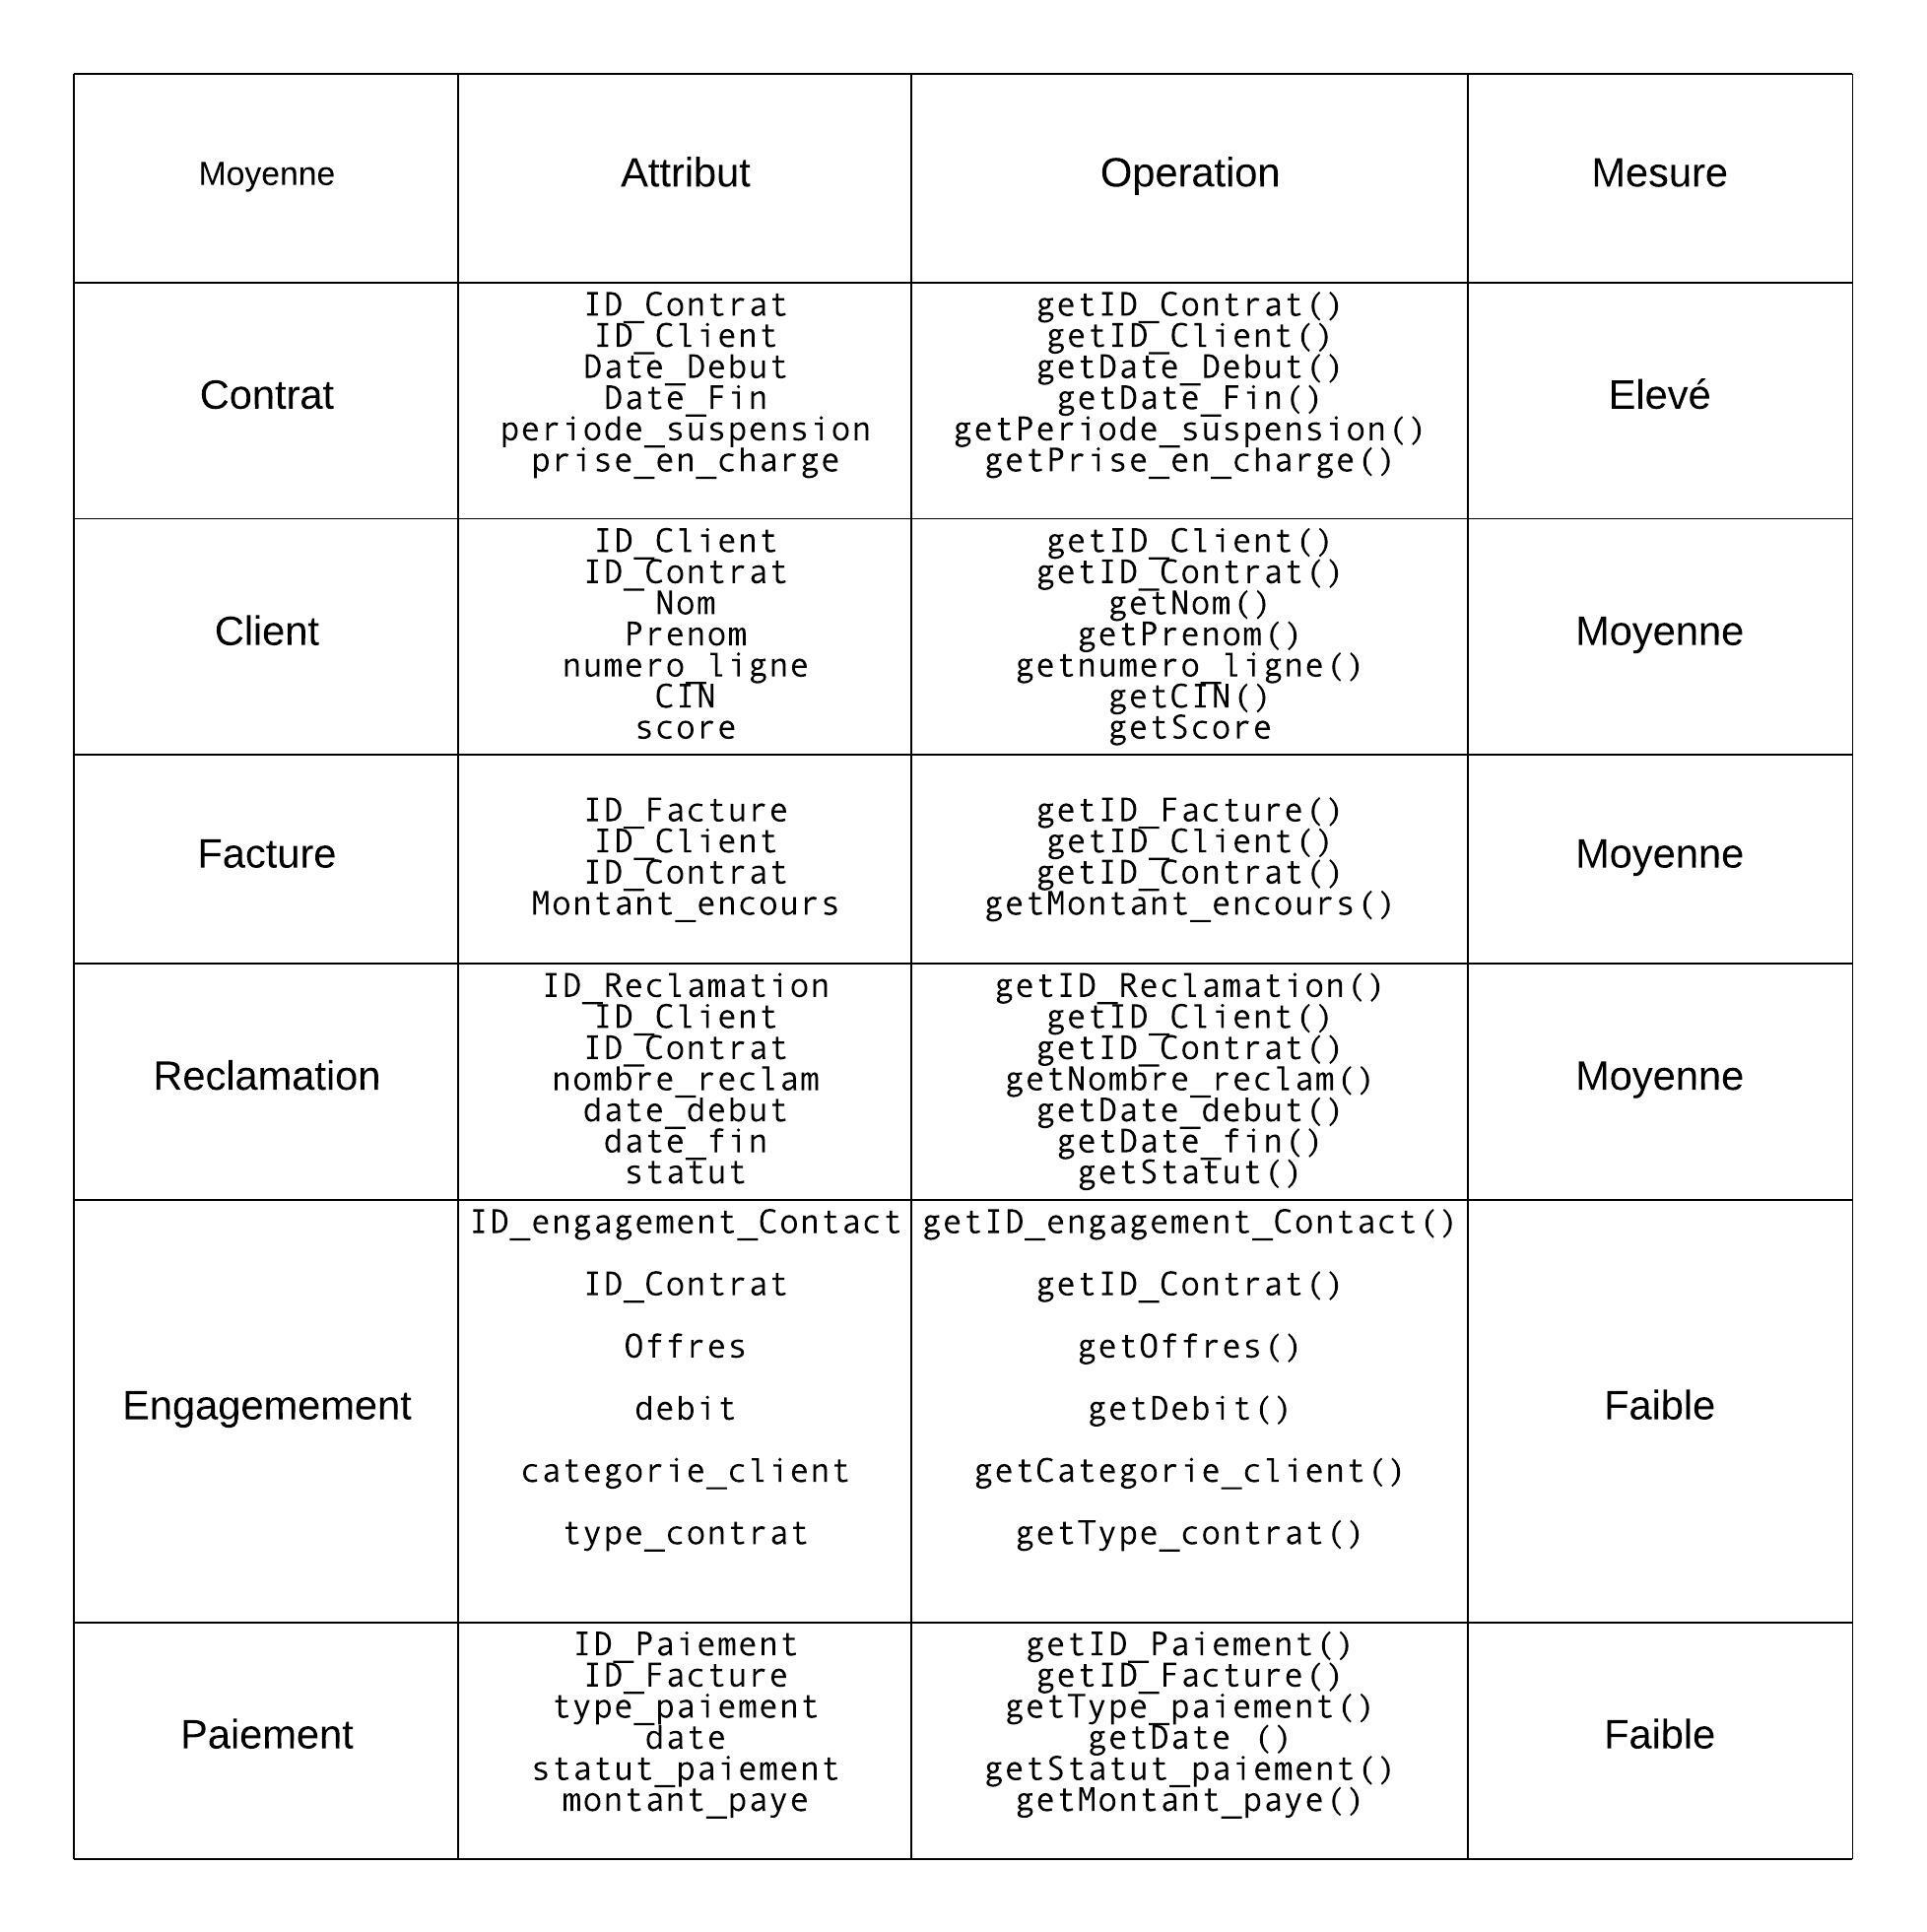 Moyenne
Attribut
Operation
Mesure
Contrat
ID_Contrat
ID_Client
Date_Debut
Date_Fin
periode_suspension
prise_en_charge
getID_Contrat()
getID_Client()
getDate_Debut()
getDate_Fin()
getPeriode_suspension()
getPrise_en_charge()
Elevé
Client
ID_Client
ID_Contrat
Nom
Prenom
numero_ligne
CIN
score
getID_Client()
getID_Contrat()
getNom()
getPrenom()
getnumero_ligne()
getCIN()
getScore
Moyenne
Facture
ID_Facture
ID_Client
ID_Contrat
Montant_encours
getID_Facture()
getID_Client()
getID_Contrat()
getMontant_encours()
Moyenne
Reclamation
ID_Reclamation
ID_Client
ID_Contrat
nombre_reclam
date_debut
date_fin
statut
getID_Reclamation()
getID_Client()
getID_Contrat()
getNombre_reclam()
getDate_debut()
getDate_fin()
getStatut()
Moyenne
Engagemement
ID_engagement_Contact
ID_Contrat
Offres
debit
categorie_client
type_contrat
getID_engagement_Contact()
getID_Contrat()
getOffres()
getDebit()
getCategorie_client()
getType_contrat()
Faible
Paiement
ID_Paiement
ID_Facture
type_paiement
date
statut_paiement
montant_paye
getID_Paiement()
getID_Facture()
getType_paiement()
getDate ()
getStatut_paiement()
getMontant_paye()
Faible